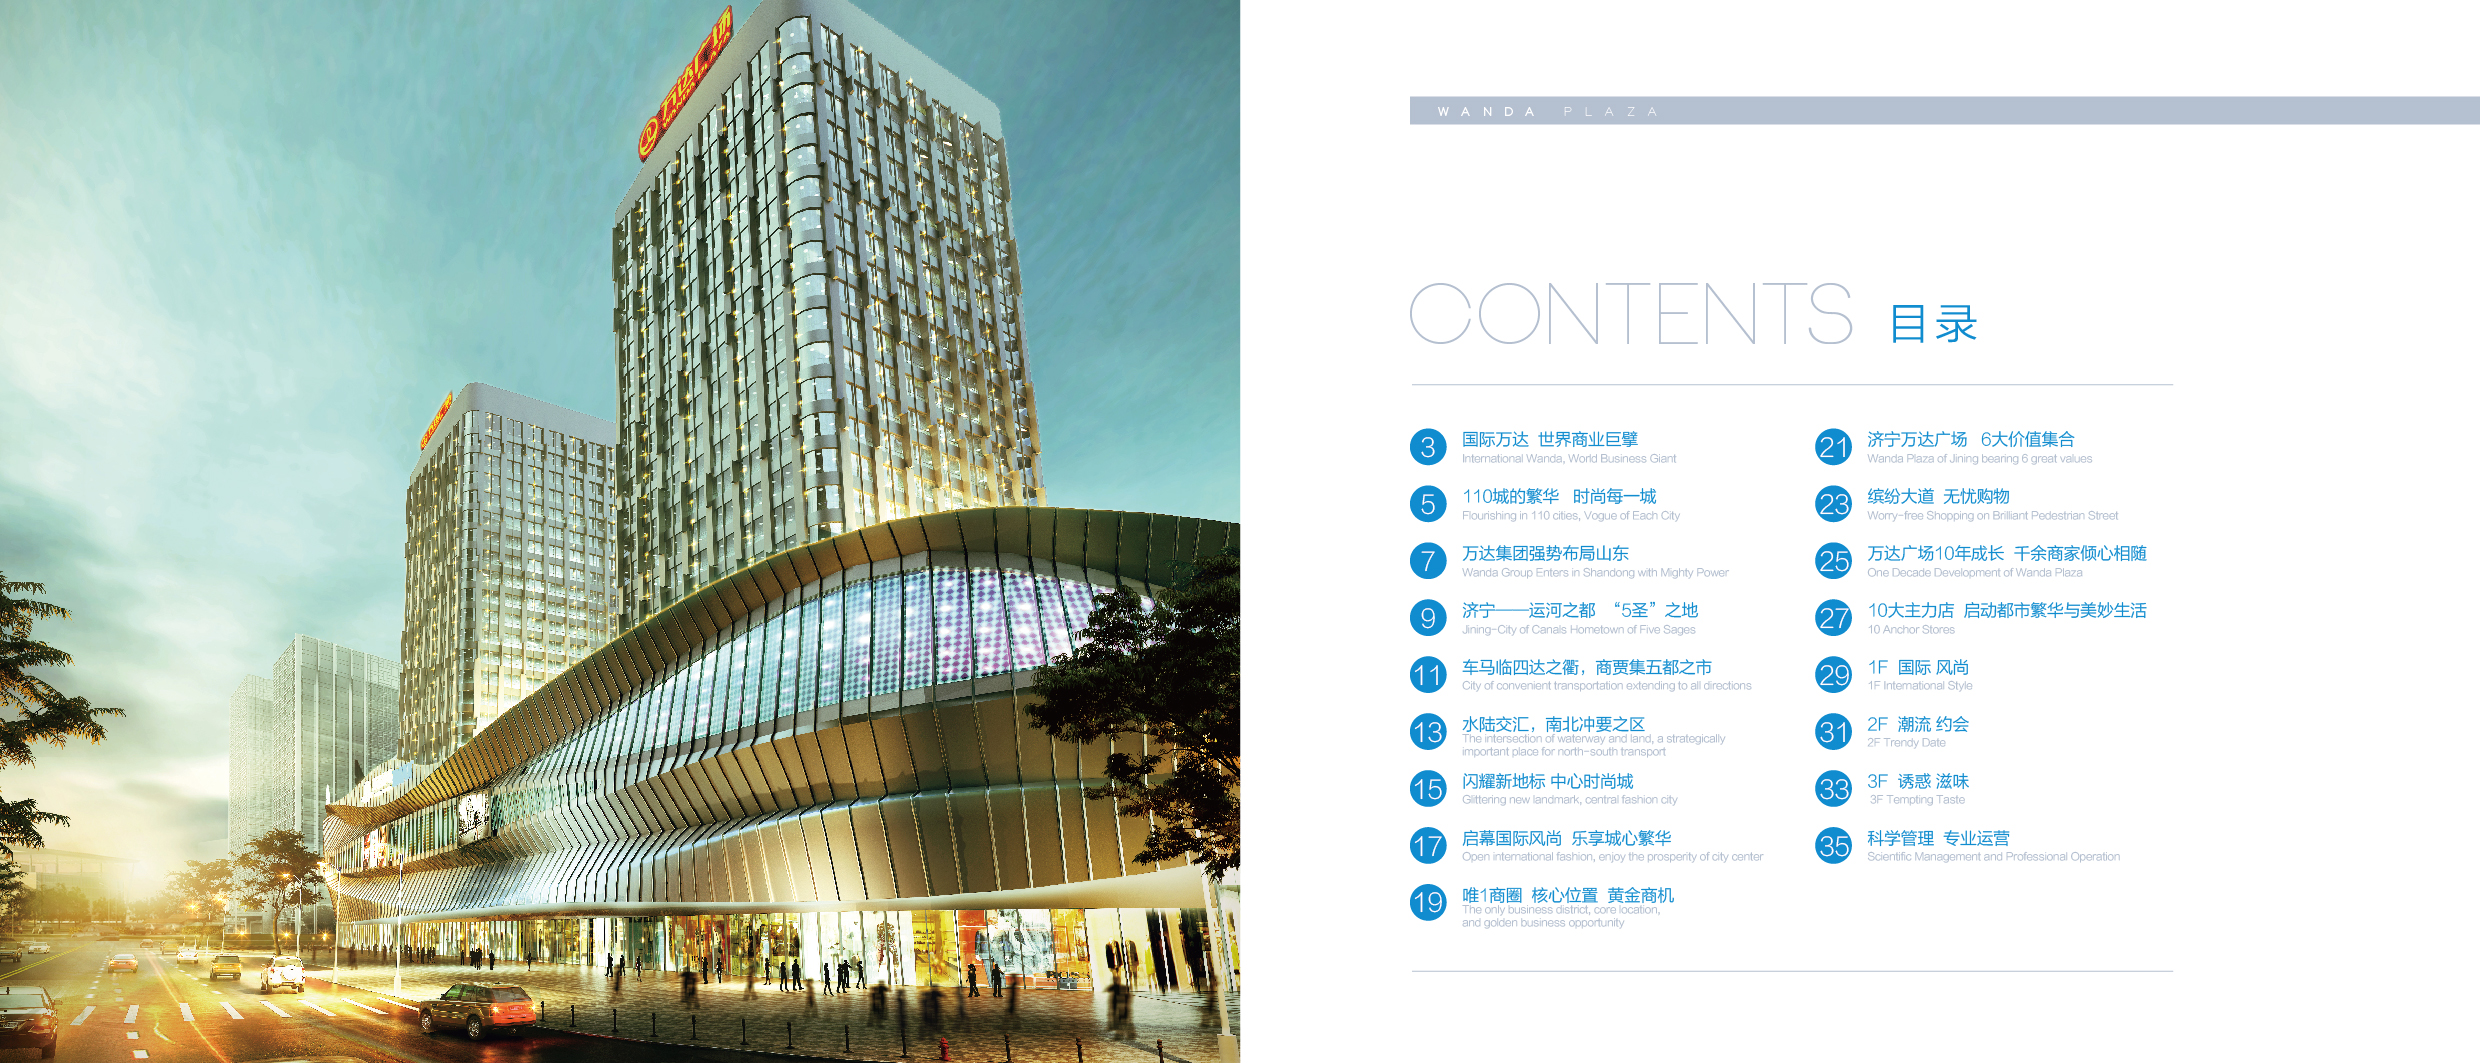 万达广场
WANDA PLAZA
WANDA PLAZA
CONTENTS 目录
3 国际万达 世界商业巨擘
International Wanda, World Business Giant
5 110城的繁华 时尚每一城
Flourishing in 110 cities, Vogue of Each City
7 万达集团强势布局山东
Wanda Group Enters in Shandong with Mighty Power
9 济宁——运河之都 “5圣”之地
Jining-City of Canals Hometown of Five Sages
11 车马临四达之衢，商贾集五都之市
City of convenient transportation extending to all directions
13 水陆交汇，南北冲要之区
The intersection of waterway and land, a strategically
important place for north-south transport
15 闪耀新地标 中心时尚城
Glittering new landmark, central fashion city
17 启幕国际风尚 乐享城心繁华
Open international fashion, enjoy the prosperity of city center
19 唯1商圈 核心位置 黄金商机
The only business district, core location,
and golden business opportunity
21 济宁万达广场 6大价值集合
Wanda Plaza of Jining bearing 6 great values
23 缤纷大道 无忧购物
Worry-free Shopping on Brilliant Pedestrian Street
25 万达广场10年成长 千余商家倾心相随
One Decade Development of Wanda Plaza
27 10大主力店 启动都市繁华与美妙生活
10 Anchor Stores
29 1F 国际 风尚
1F International Style
31 2F 潮流 约会
2F Trendy Date
33 3F 诱惑 滋味
3F Tempting Taste
35 科学管理 专业运营
Scientific Management and Professional Operation